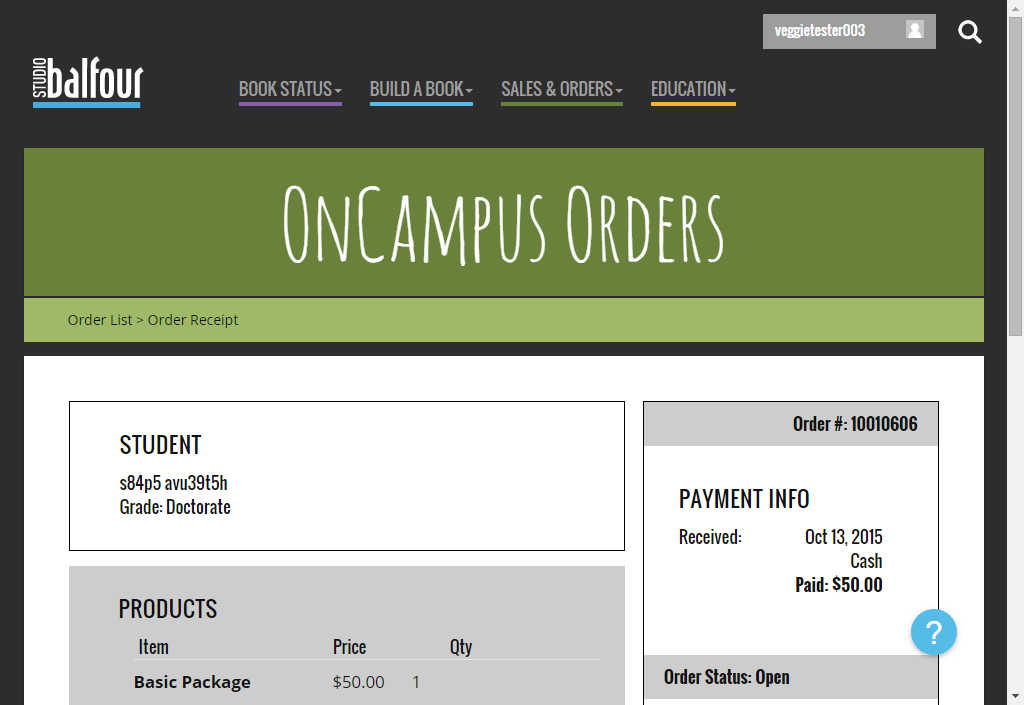 veggietester003
STUDIO balfour
BOOK STATUS BUILD A BOOK SALES & ORDERS EDUCATION
OnCampus Orders
Order List > Order Receipt
STUDENT
s84p5 avu39t5h
Grade: Doctorate
Order #: 10010606
PAYMENT INFO
Received: Oct 13, 2015
Cash
Paid: $50.00
PRODUCTS
Item Price Qty
Basic Package $50.00 1
?
Order Status: Open